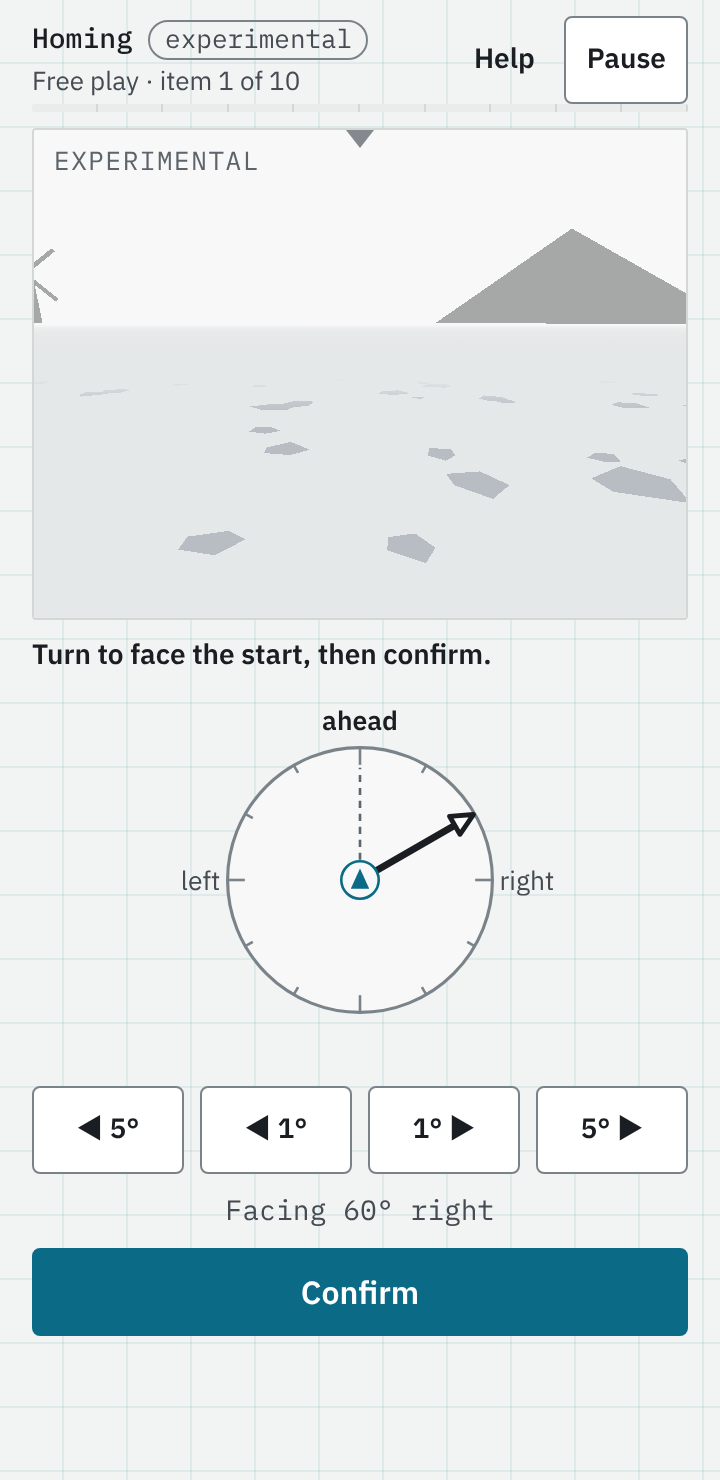 Homing experimental
Free play · item 1 of 10
Help
Pause
EXPERIMENTAL
Turn to face the start, then confirm.
ahead
left
right
◀ 5°
◀ 1°
1° ▶
5° ▶
Facing 60° right
Confirm